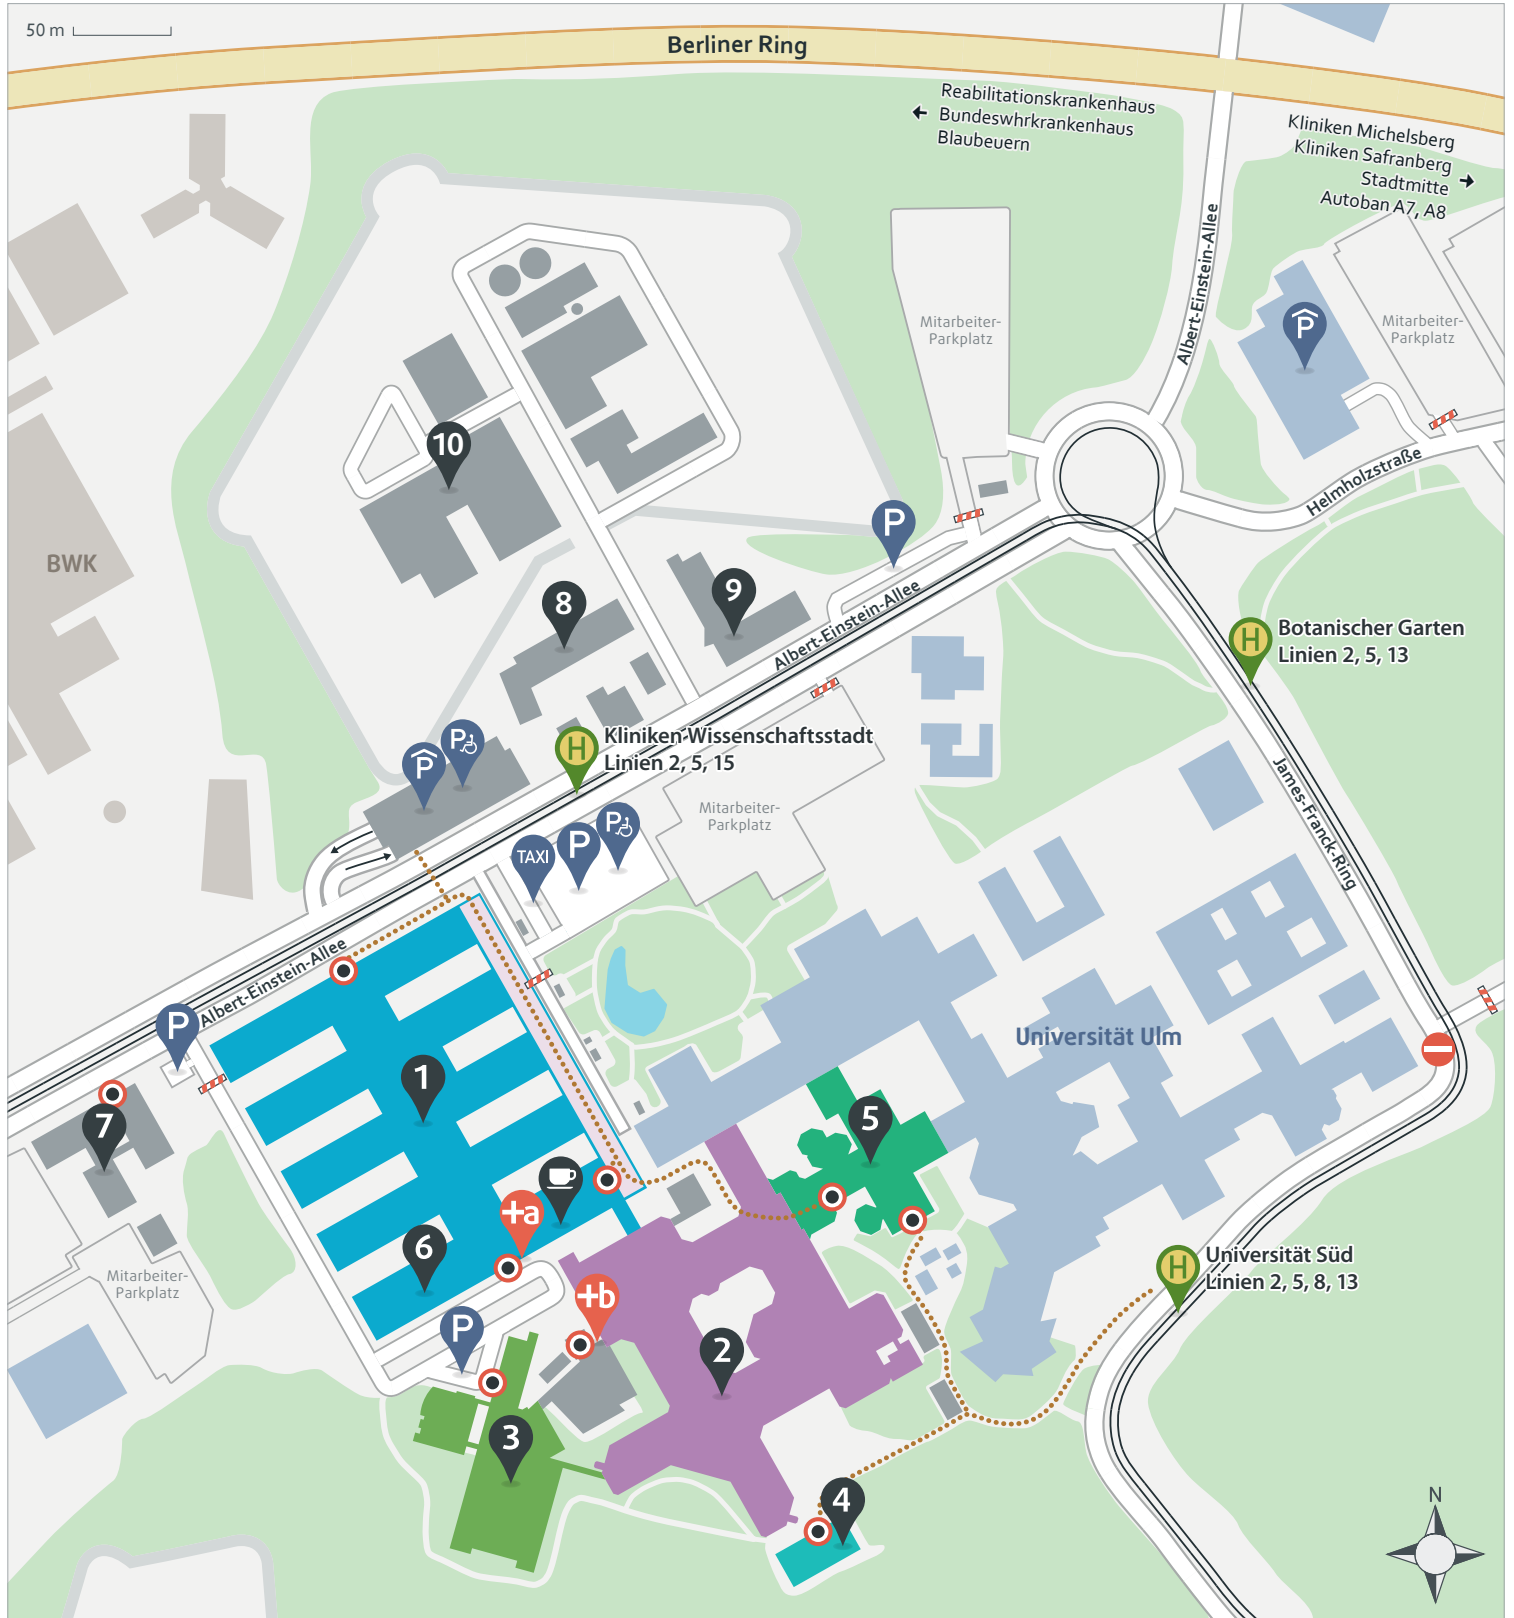 50 m
Berliner Ring
Reabilitationskrankenhaus
Bundeswhrkrankenhaus
Blaubeuern
Kliniken Michelsberg
Kliniken Safranberg
Stadtmitte
Autoban A7, A8
Albert-Einstein-Allee
Mitarbeiter-
Parkplatz
P
Mitarbeiter-
Parkplatz
Helmholzstraße
10
P
BWK
8
9
Albert-Einstein-Allee
H
Botanischer Garten
Linien 2, 5, 13
P
P
H
Kliniken Wissenschaftsstadt
Linien 2, 5, 15
James-Franck-Ring
TAXI
P
P
Mitarbeiter-
Parkplatz
Albert-Einstein-Allee
P
Universität Ulm
1
7
5
+a
6
H
Universität Süd
Linien 2, 5, 8, 13
Mitarbeiter-
Parkplatz
+b
P
2
3
4
N